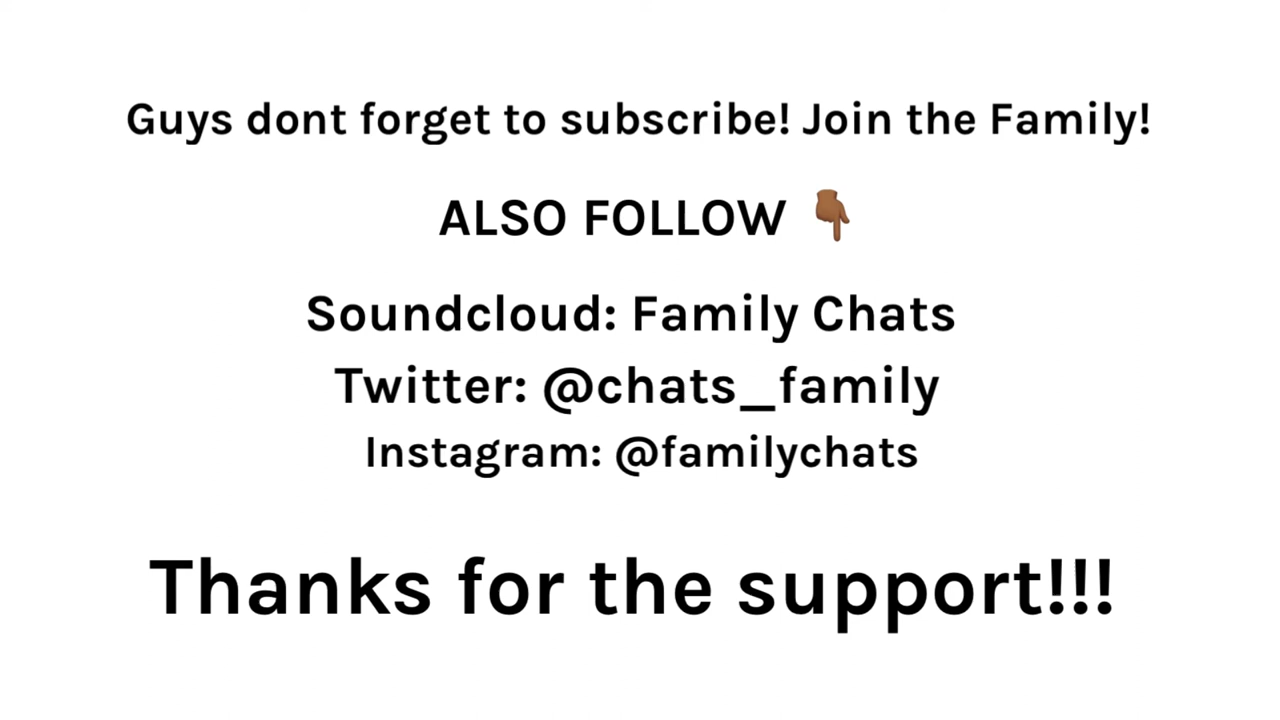 Guys dont forget to subscribe! Join the Family!
ALSO FOLLOW 👇🏾
Soundcloud: Family Chats
Twitter: @chats_family
Instagram: @familychats
Thanks for the support!!!